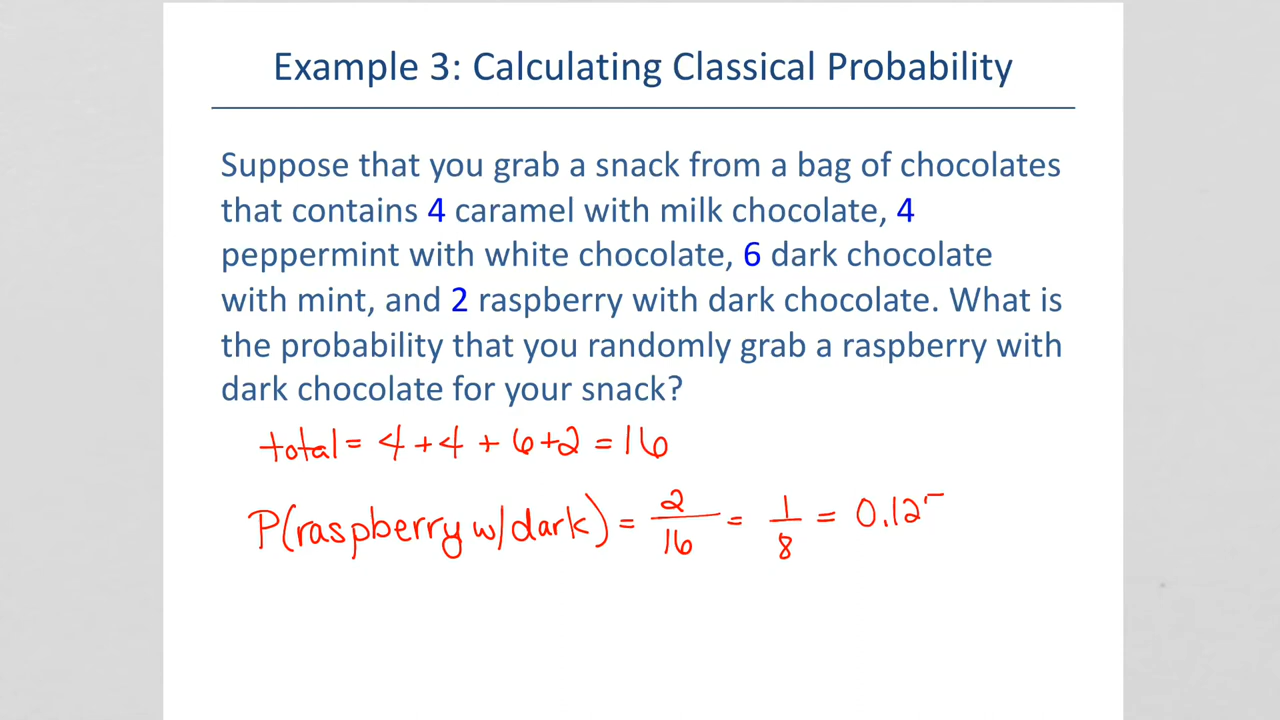 Example 3: Calculating Classical Probability
Suppose that you grab a snack from a bag of chocolates
that contains 4 caramel with milk chocolate, 4
peppermint with white chocolate, 6 dark chocolate
with mint, and 2 raspberry with dark chocolate. What is
the probability that you randomly grab a raspberry with
dark chocolate for your snack?
total = 4 + 4 + 6 + 2 = 16
P(raspberry w/ dark) = 2/16 = 1/8 = 0.12